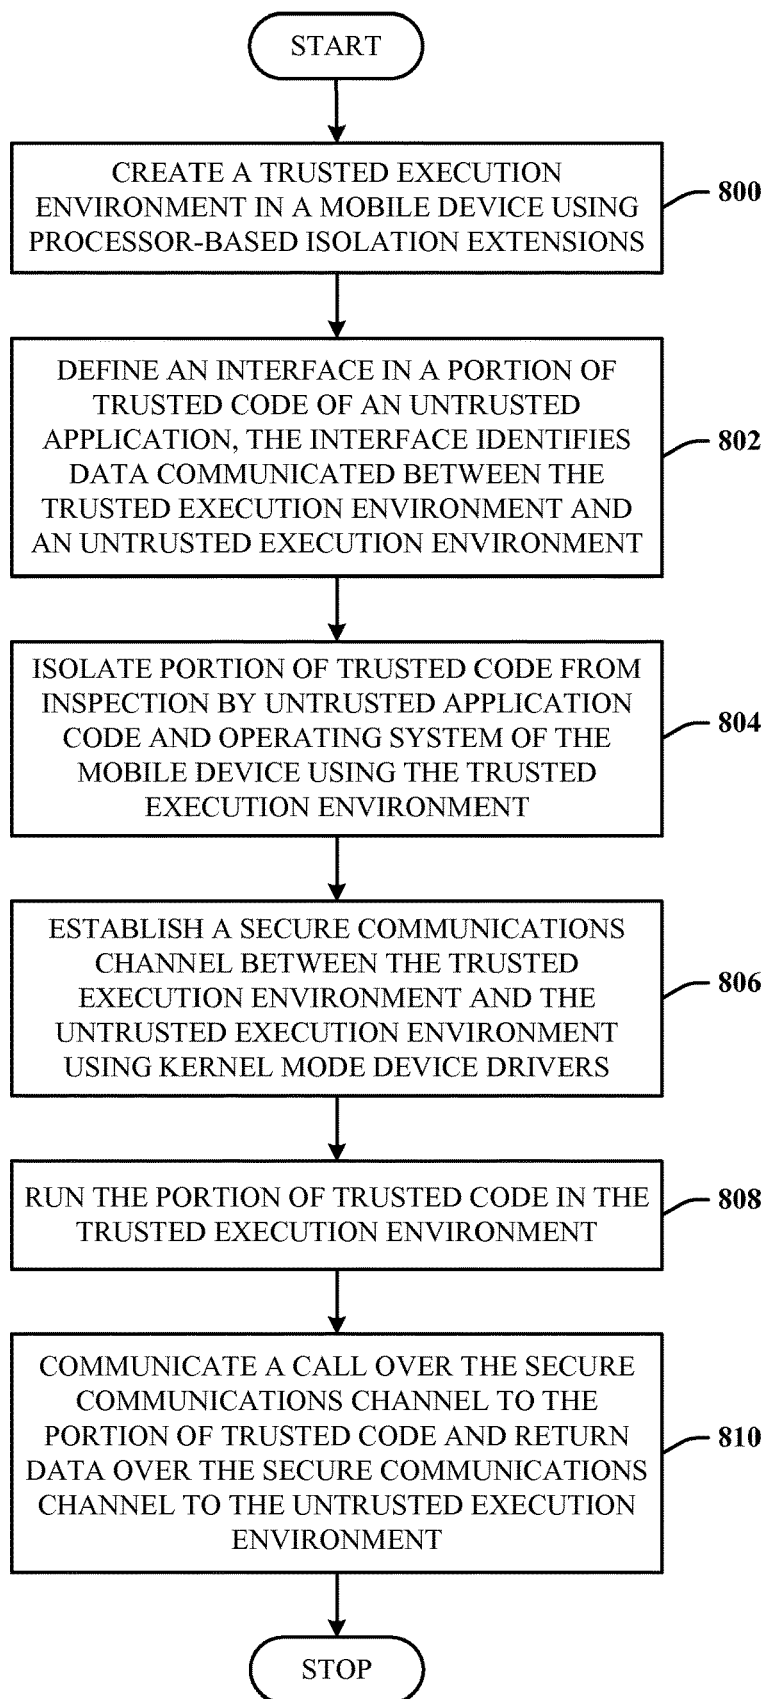 START
CREATE A TRUSTED EXECUTION
ENVIRONMENT IN A MOBILE DEVICE USING
PROCESSOR-BASED ISOLATION EXTENSIONS
800
DEFINE AN INTERFACE IN A PORTION OF
TRUSTED CODE OF AN UNTRUSTED
APPLICATION, THE INTERFACE IDENTIFIES
DATA COMMUNICATED BETWEEN THE
TRUSTED EXECUTION ENVIRONMENT AND
AN UNTRUSTED EXECUTION ENVIRONMENT
802
ISOLATE PORTION OF TRUSTED CODE FROM
INSPECTION BY UNTRUSTED APPLICATION
CODE AND OPERATING SYSTEM OF THE
MOBILE DEVICE USING THE TRUSTED
EXECUTION ENVIRONMENT
804
ESTABLISH A SECURE COMMUNICATIONS
CHANNEL BETWEEN THE TRUSTED
EXECUTION ENVIRONMENT AND THE
UNTRUSTED EXECUTION ENVIRONMENT
USING KERNEL MODE DEVICE DRIVERS
806
RUN THE PORTION OF TRUSTED CODE IN THE
TRUSTED EXECUTION ENVIRONMENT
808
COMMUNICATE A CALL OVER THE SECURE
COMMUNICATIONS CHANNEL TO THE
PORTION OF TRUSTED CODE AND RETURN
DATA OVER THE SECURE COMMUNICATIONS
CHANNEL TO THE UNTRUSTED EXECUTION
ENVIRONMENT
810
STOP